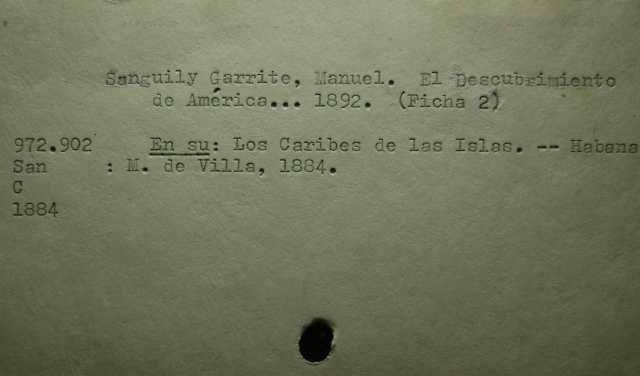 Sanguily Garrite, Manuel. El Descubrimiento
de América... 1892. (Ficha 2)
972.902 En su: Los Caribes de las Islas. -- Habana
San : M. de Villa, 1884.
C
1884